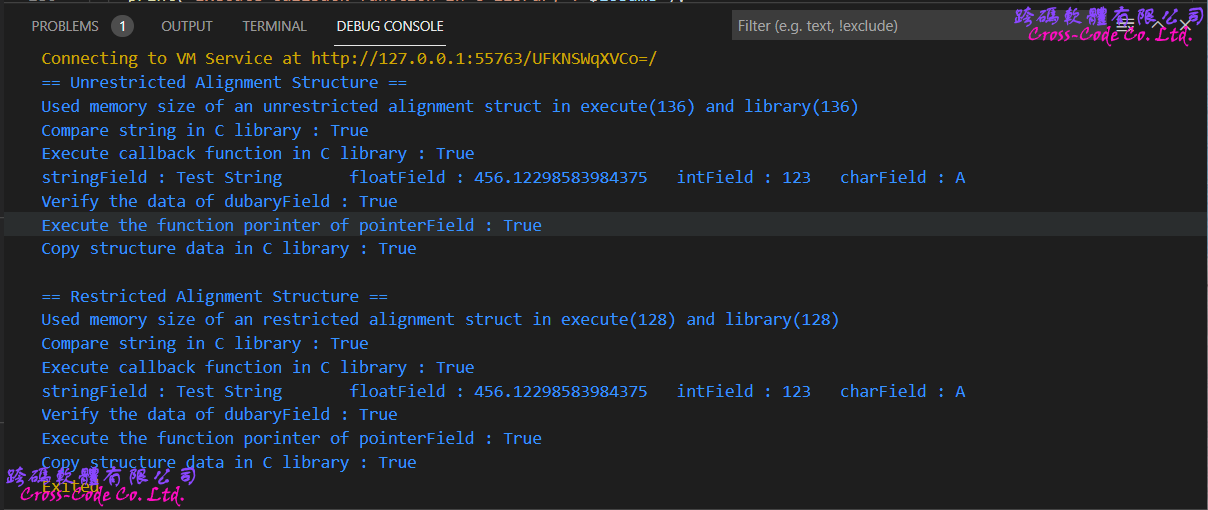 PROBLEMS 1 OUTPUT TERMINAL DEBUG CONSOLE Filter (e.g. text, !exclude)
跨碼軟體有限公司
Cross-Code Co. Ltd.
Connecting to VM Service at http://127.0.0.1:55763/UFKNSWqXVCo=/
== Unrestricted Alignment Structure ==
Used memory size of an unrestricted alignment struct in execute(136) and library(136)
Compare string in C library : True
Execute callback function in C library : True
stringField : Test String floatField : 456.12298583984375 intField : 123 charField : A
Verify the data of dubaryField : True
Execute the function porinter of pointerField : True
Copy structure data in C library : True
== Restricted Alignment Structure ==
Used memory size of an restricted alignment struct in execute(128) and library(128)
Compare string in C library : True
Execute callback function in C library : True
stringField : Test String floatField : 456.12298583984375 intField : 123 charField : A
Verify the data of dubaryField : True
Execute the function porinter of pointerField : True
Copy structure data in C library : True
跨碼軟體有限公司
Exited
Cross-Code Co. Ltd.